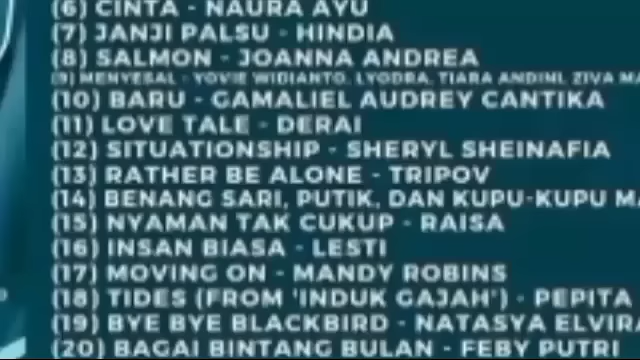 (6) CINTA - NAURA AYU
(7) JANJI PALSU - HINDIA
(8) SALMON - JOANNA ANDREA
(9) MENYESAL - YOVIE WIDIANTO, LYODRA, TIARA ANDINI, ZIVA MA
(10) BARU - GAMALIEL AUDREY CANTIKA
(11) LOVE TALE - DERAI
(12) SITUATIONSHIP - SHERYL SHEINAFIA
(13) RATHER BE ALONE - TRIPOV
(14) BENANG SARI, PUTIK, DAN KUPU-KUPU MA
(15) NYAMAN TAK CUKUP - RAISA
(16) INSAN BIASA - LESTI
(17) MOVING ON - MANDY ROBINS
(18) TIDES (FROM 'INDUK GAJAH') - PEPITA
(19) BYE BYE BLACKBIRD - NATASYA ELVIRA
(20) BAGAI BINTANG BULAN - FEBY PUTRI